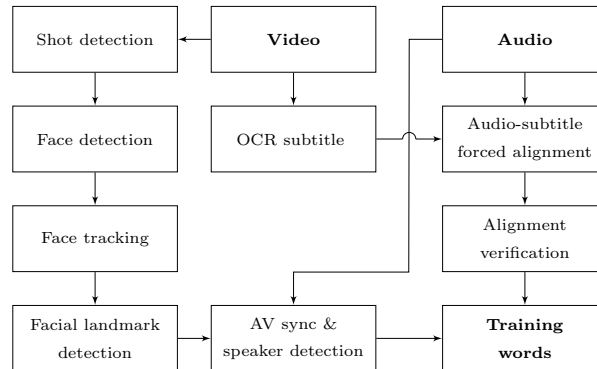 Shot detection
Video
Audio
Face detection
OCR subtitle
Audio-subtitle
forced alignment
Face tracking
Alignment
verification
Facial landmark
detection
AV sync &
speaker detection
Training
words